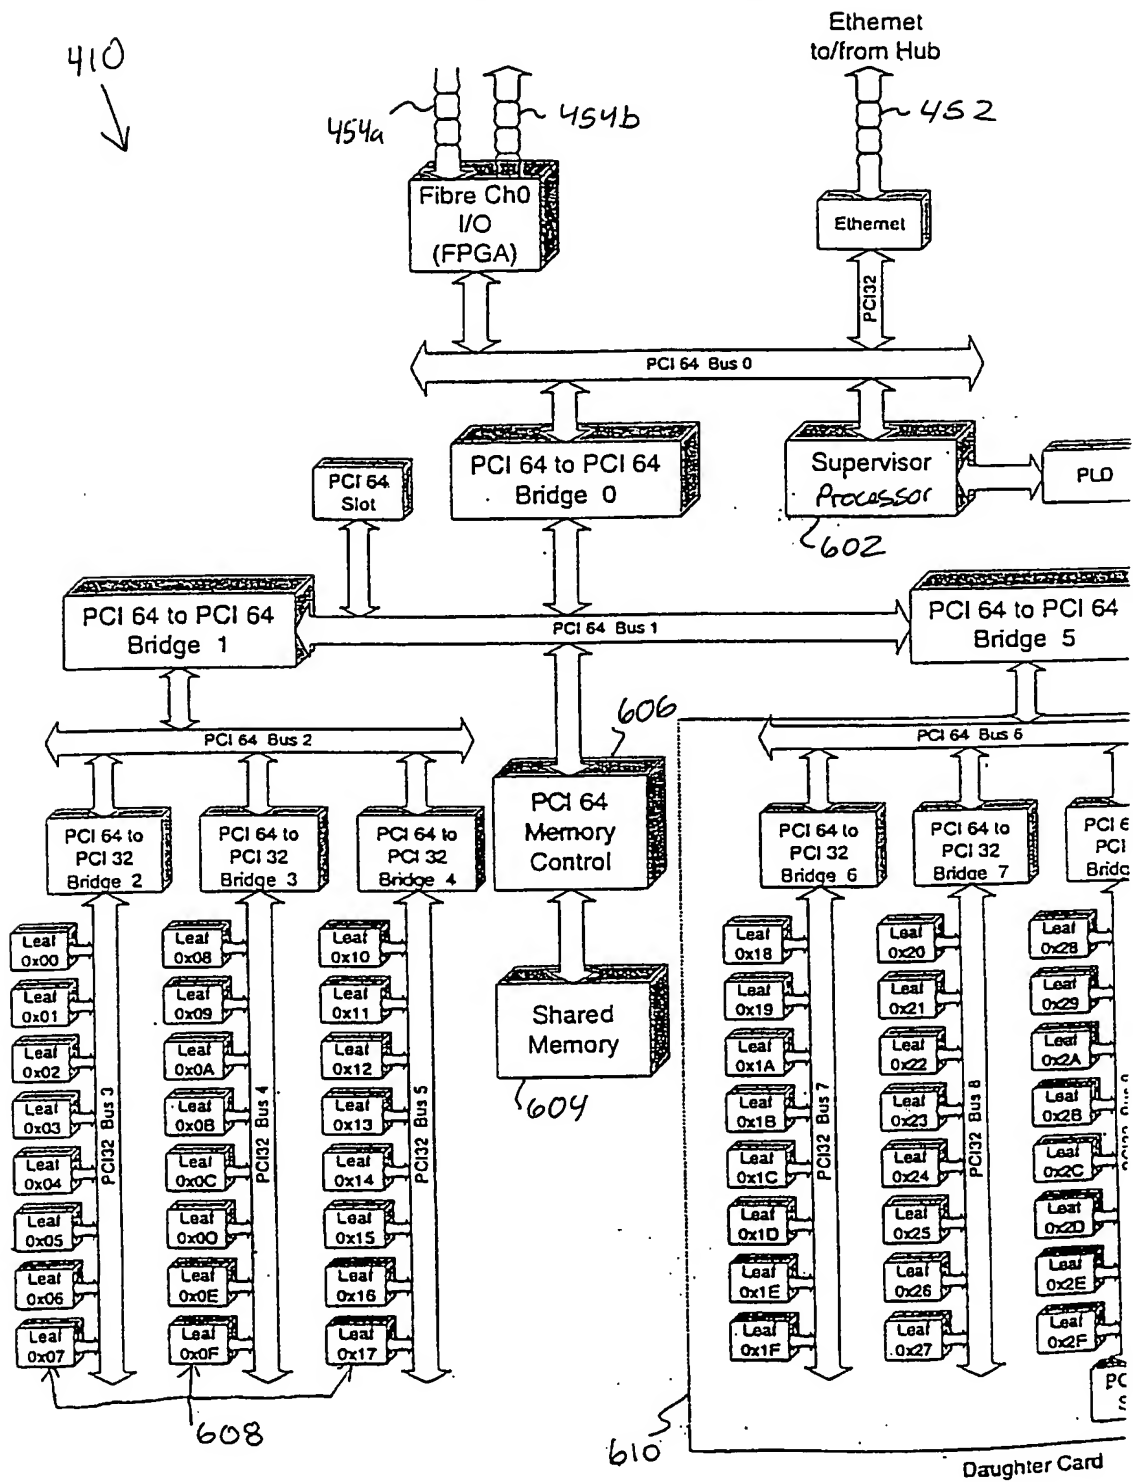 410
Ethernet
to/from Hub
454a
454b
452
Fibre Ch0
I/O
(FPGA)
Ethernet
PCI32
PCI 64 Bus 0
PCI 64 to PCI 64
Bridge 0
Supervisor
Processor
PLD
PCI 64
Slot
602
PCI 64 to PCI 64
Bridge 1
PCI 64 Bus 1
PCI 64 to PCI 64
Bridge 5
606
PCI 64 Bus 2
PCI 64 Bus 6
PCI 64
Memory
Control
PCI 64 to
PCI 32
Bridge 2
PCI 64 to
PCI 32
Bridge 3
PCI 64 to
PCI 32
Bridge 4
PCI 64 to
PCI 32
Bridge 6
PCI 64 to
PCI 32
Bridge 7
PCI 6
PCI
Bridg
Shared
Memory
604
Leaf
0x00
Leaf
0x01
Leaf
0x02
Leaf
0x03
Leaf
0x04
Leaf
0x05
Leaf
0x06
Leaf
0x07
PCI32 Bus 3
Leaf
0x08
Leaf
0x09
Leaf
0x0A
Leaf
0x0B
Leaf
0x0C
Leaf
0x0D
Leaf
0x0E
Leaf
0x0F
PCI32 Bus 4
Leaf
0x10
Leaf
0x11
Leaf
0x12
Leaf
0x13
Leaf
0x14
Leaf
0x15
Leaf
0x16
Leaf
0x17
PCI32 Bus 5
Leaf
0x18
Leaf
0x19
Leaf
0x1A
Leaf
0x1B
Leaf
0x1C
Leaf
0x1D
Leaf
0x1E
Leaf
0x1F
PCI32 Bus 7
Leaf
0x20
Leaf
0x21
Leaf
0x22
Leaf
0x23
Leaf
0x24
Leaf
0x25
Leaf
0x26
Leaf
0x27
PCI32 Bus 8
Leaf
0x28
Leaf
0x29
Leaf
0x2A
Leaf
0x2B
Leaf
0x2C
Leaf
0x2D
Leaf
0x2E
Leaf
0x2F
PC
S
608
610
Daughter Card